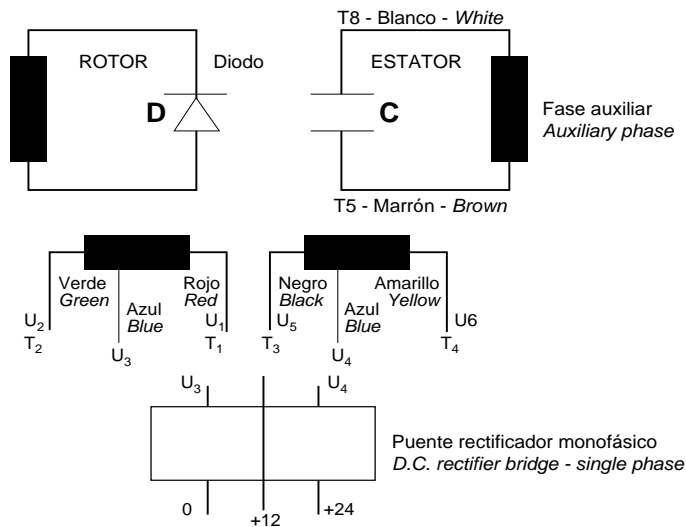 T8 - Blanco - White
ROTOR
Diodo
ESTATOR
D
C
Fase auxiliar
Auxiliary phase
T5 - Marrón - Brown
Verde
Green
Rojo
Red
Negro
Black
Amarillo
Yellow
Azul
Blue
Azul
Blue
U2
T2
U3
U1
T1
U5
T3
U4
U6
T4
U3
U4
Puente rectificador monofásico
D.C. rectifier bridge - single phase
0
+12
+24